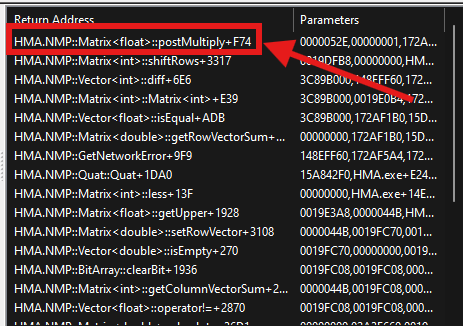 Return Address Parameters
HMA.NMP::Matrix<float>::postMultiply+F74 0000052E,00000001,172A...
HMA.NMP::Matrix<int>::shiftRows+3317 0019DFB8,00000000,HM...
HMA.NMP::Vector<int>::diff+6E6 3C89B000,148EFF60,172...
HMA.NMP::Matrix<int>::Matrix<int>+E39 3C89B000,0019E0B4,172...
HMA.NMP::Vector<float>::isEqual+ADB 3C89B000,172AF1B0,15D...
HMA.NMP::Matrix<double>::getRowVectorSum+... 00000000,172AF1B0,15D...
HMA.NMP::GetNetworkError+9F9 148EFF60,172AF5A4,172...
HMA.NMP::Quat::Quat+1DA0 15A842F0,HMA.exe+E24...
HMA.NMP::Matrix<int>::less+13F 00000000,HMA.exe+14E...
HMA.NMP::Matrix<float>::getUpper+1928 0019E3A8,0000044B,HM...
HMA.NMP::Matrix<double>::setRowVector+3108 0000044B,0019FC70,001...
HMA.NMP::Vector<double>::isEmpty+270 0019FC70,00000000,0019...
HMA.NMP::BitArray::clearBit+1936 0019FC08,0019FC08,000...
HMA.NMP::Matrix<int>::getColumnVectorSum+2... 0000044B,0019FC08,000...
HMA.NMP::Vector<float>::operator!=+2870 0019FC08,0019FC08,000...